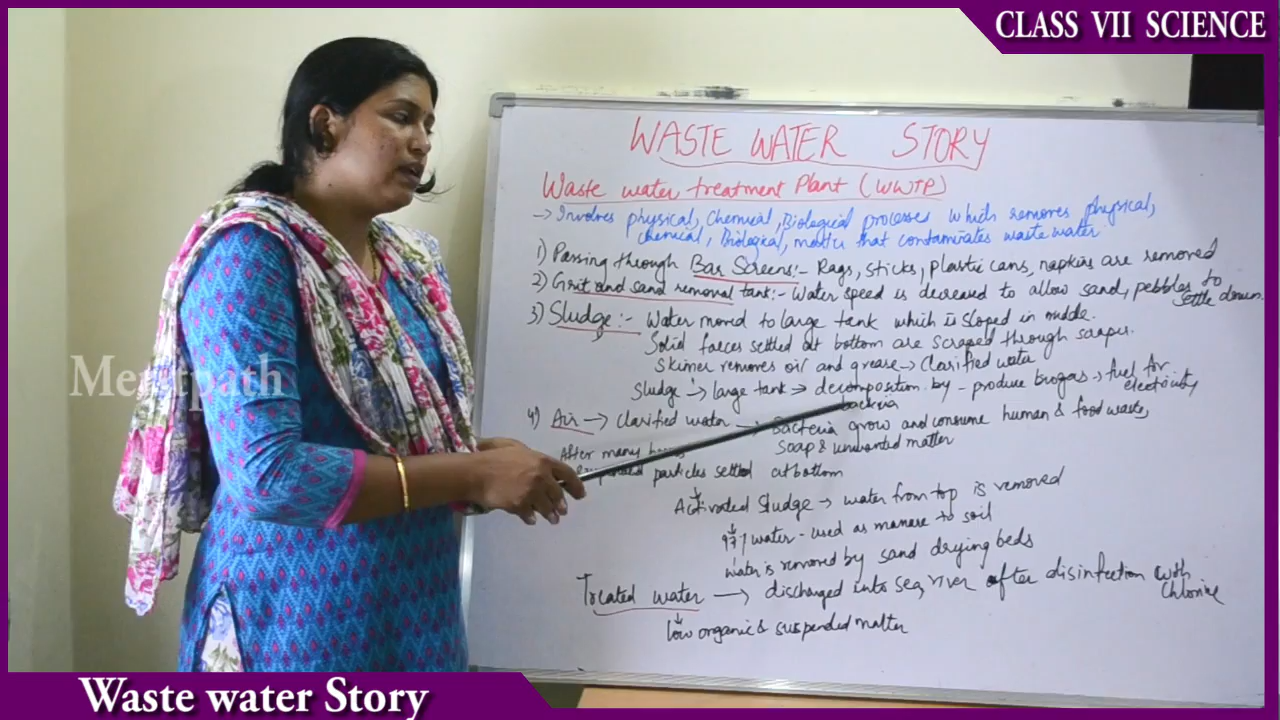 CLASS VII SCIENCE
WASTE WATER STORY
Waste water treatment Plant (WWTP)
-> Involves physical, Chemical, Biological processes which removes physical,
chemical, Biological, matter that contaminates waste water
1) Passing through Bar Screens:- Rags, sticks, plastic cans, napkins are removed
2) Grit and sand removal tank:- Water speed is decreased to allow sand, pebbles to
settle down.
3) Sludge:- Water moved to large tank which is sloped in middle.
Solid faeces settled at bottom are scraped through scraper.
Skimer removes oil and grease → Clarified water
Sludge → large tank → decomposition by - produce biogas → fuel for
bacteria electricity
4) Air → clarified water → Bacteria grow and consume human & food waste,
soap & unwanted matter
After many
particles settled at bottom
Activated Sludge → water from top is removed
water - used as manure to soil
water is removed by sand drying beds
Treated water → discharged into sea, river after disinfection with
Chlorine
low organic & suspended matter
Meritpath
Waste water Story